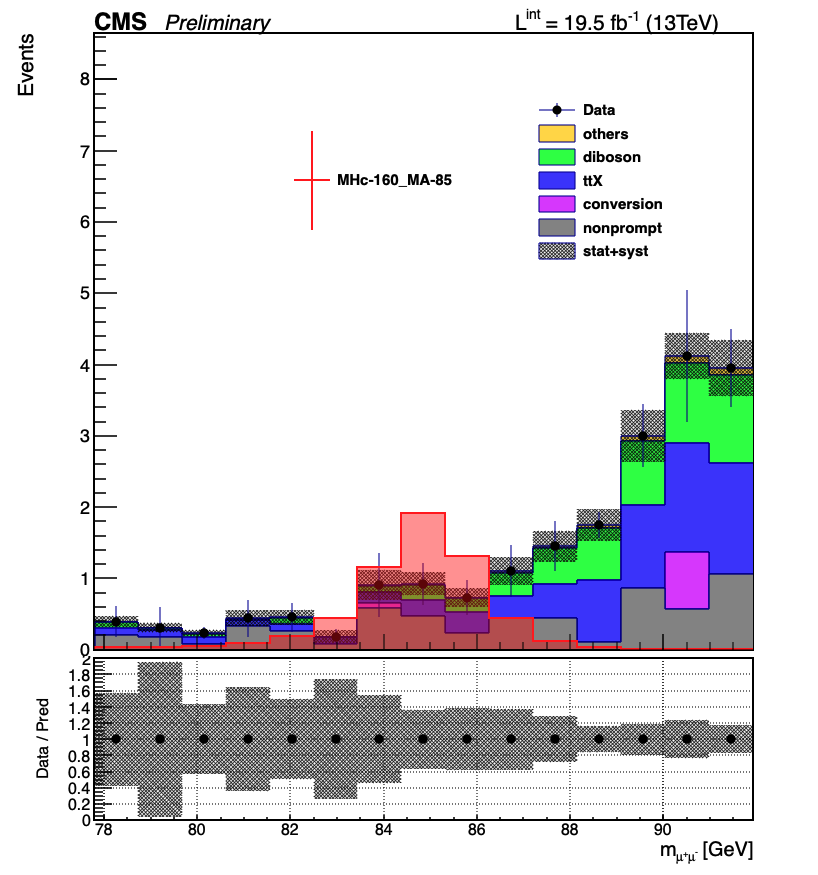 CMS Preliminary L^int = 19.5 fb⁻¹ (13TeV)
Events
8
7
6
5
4
3
2
1
0
Data
others
diboson
ttX
conversion
nonprompt
stat+syst
MHc-160_MA-85
Data / Pred
2
1.8
1.6
1.4
1.2
1
0.8
0.6
0.4
0.2
0
78 80 82 84 86 88 90
m_μ⁺μ⁻ [GeV]